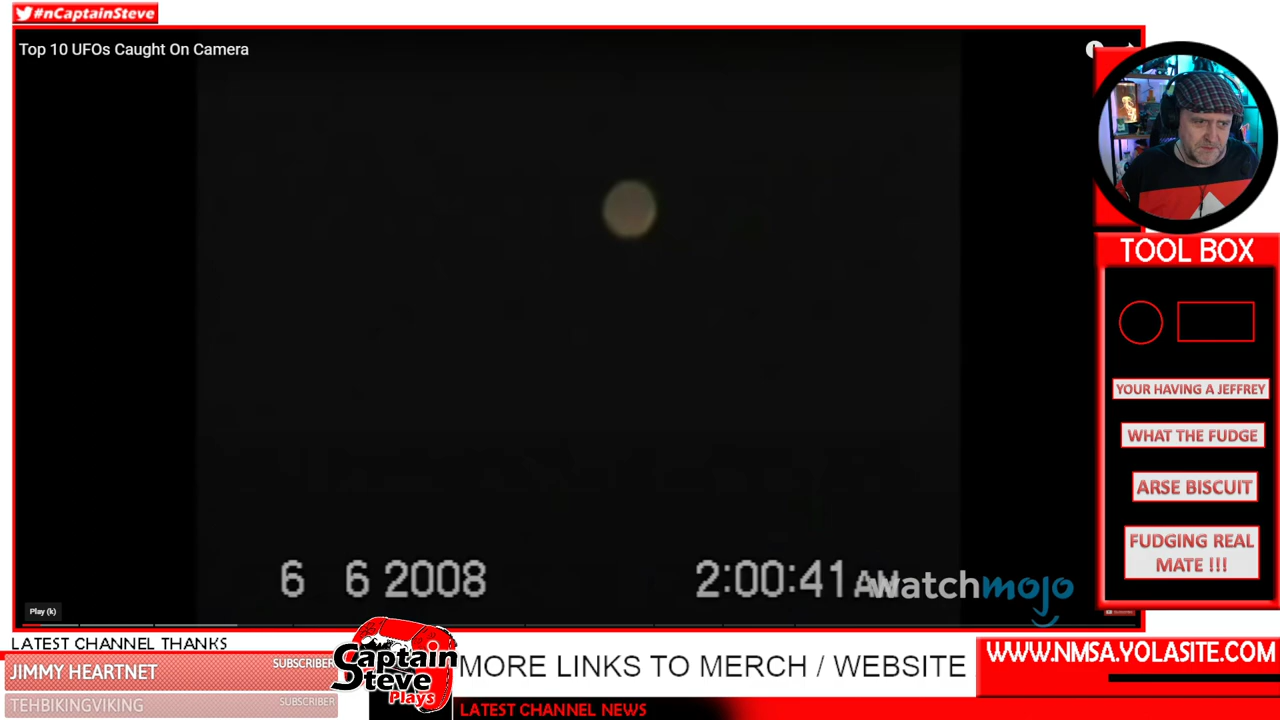 #nCaptainSteve
Top 10 UFOs Caught On Camera
TOOL BOX
YOUR HAVING A JEFFREY
WHAT THE FUDGE
ARSE BISCUIT
FUDGING REAL
MATE !!!
6 6 2008 2:00:41 AM
watchmojo
Play (k)
LATEST CHANNEL THANKS
JIMMY HEARTNET SUBSCRIBER
TEHBIKINGVIKING SUBSCRIBER
Captain
Steve
Plays
MORE LINKS TO MERCH / WEBSITE
WWW.NMSA.YOLASITE.COM
LATEST CHANNEL NEWS